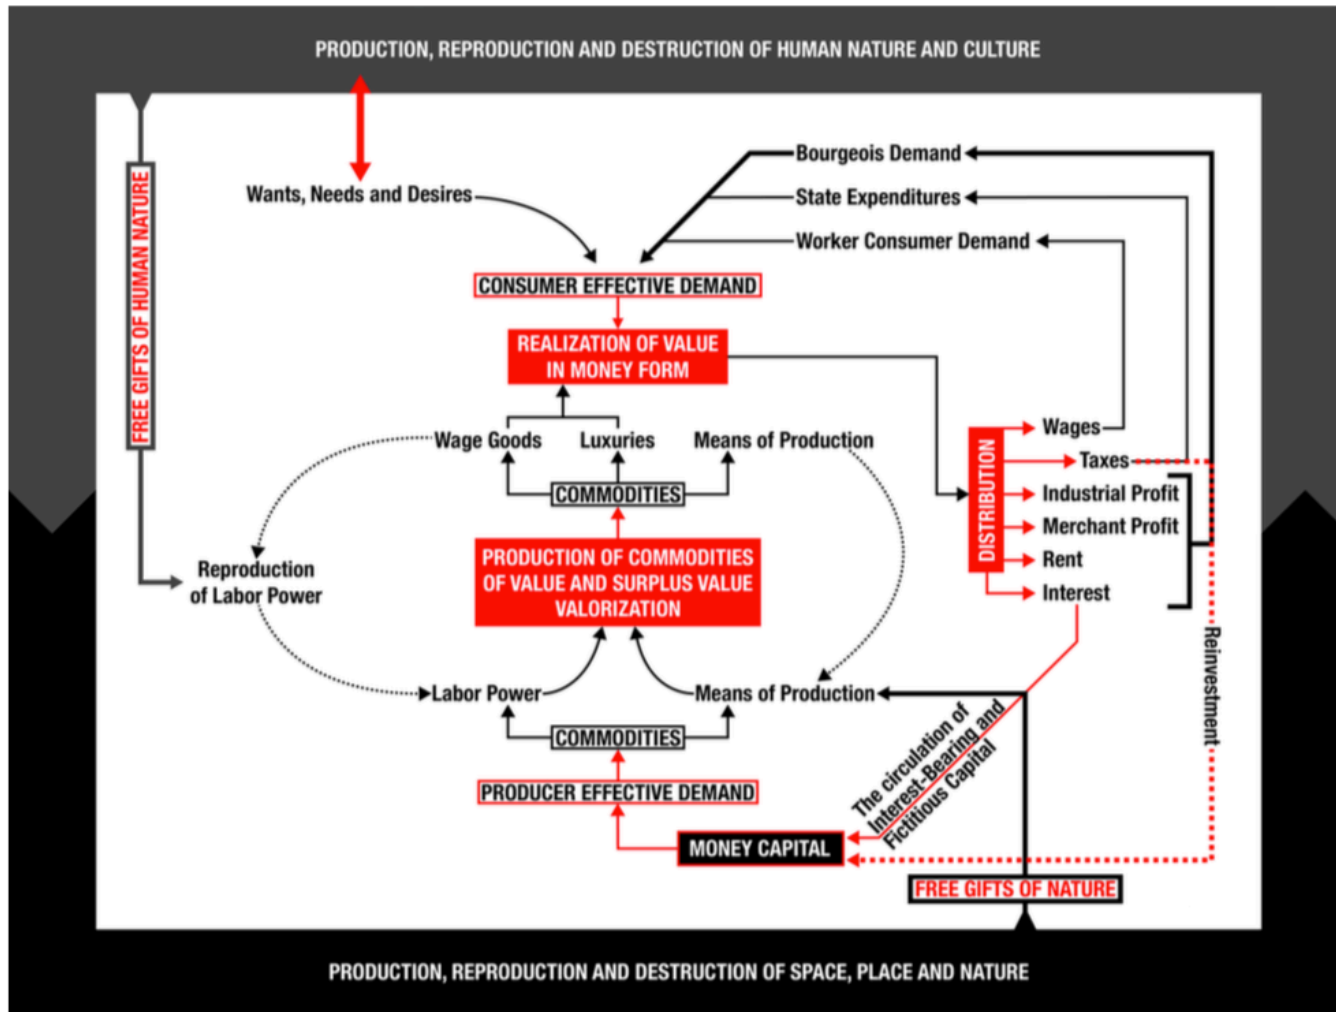 PRODUCTION, REPRODUCTION AND DESTRUCTION OF HUMAN NATURE AND CULTURE
Bourgeois Demand
Wants, Needs and Desires
State Expenditures
Worker Consumer Demand
FREE GIFTS OF HUMAN NATURE
CONSUMER EFFECTIVE DEMAND
REALIZATION OF VALUE
IN MONEY FORM
Wage Goods
Luxuries
Means of Production
COMMODITIES
DISTRIBUTION
Wages
Taxes
Industrial Profit
Merchant Profit
Rent
Interest
PRODUCTION OF COMMODITIES
OF VALUE AND SURPLUS VALUE
VALORIZATION
Reproduction
of Labor Power
Reinvestment
Labor Power
Means of Production
COMMODITIES
The circulation of
Interest-Bearing and
Fictitious Capital
PRODUCER EFFECTIVE DEMAND
MONEY CAPITAL
FREE GIFTS OF NATURE
PRODUCTION, REPRODUCTION AND DESTRUCTION OF SPACE, PLACE AND NATURE